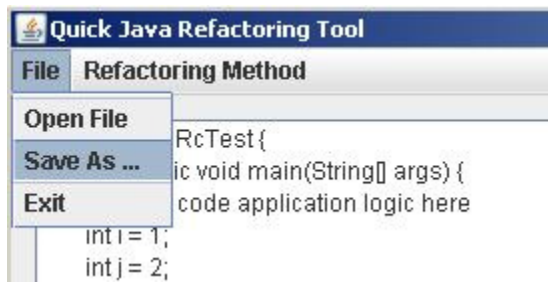 Quick Java Refactoring Tool
File Refactoring Method
Open File
Save As ...
Exit
RcTest {
ic void main(String[] args) {
code application logic here
int i = 1;
int j = 2;